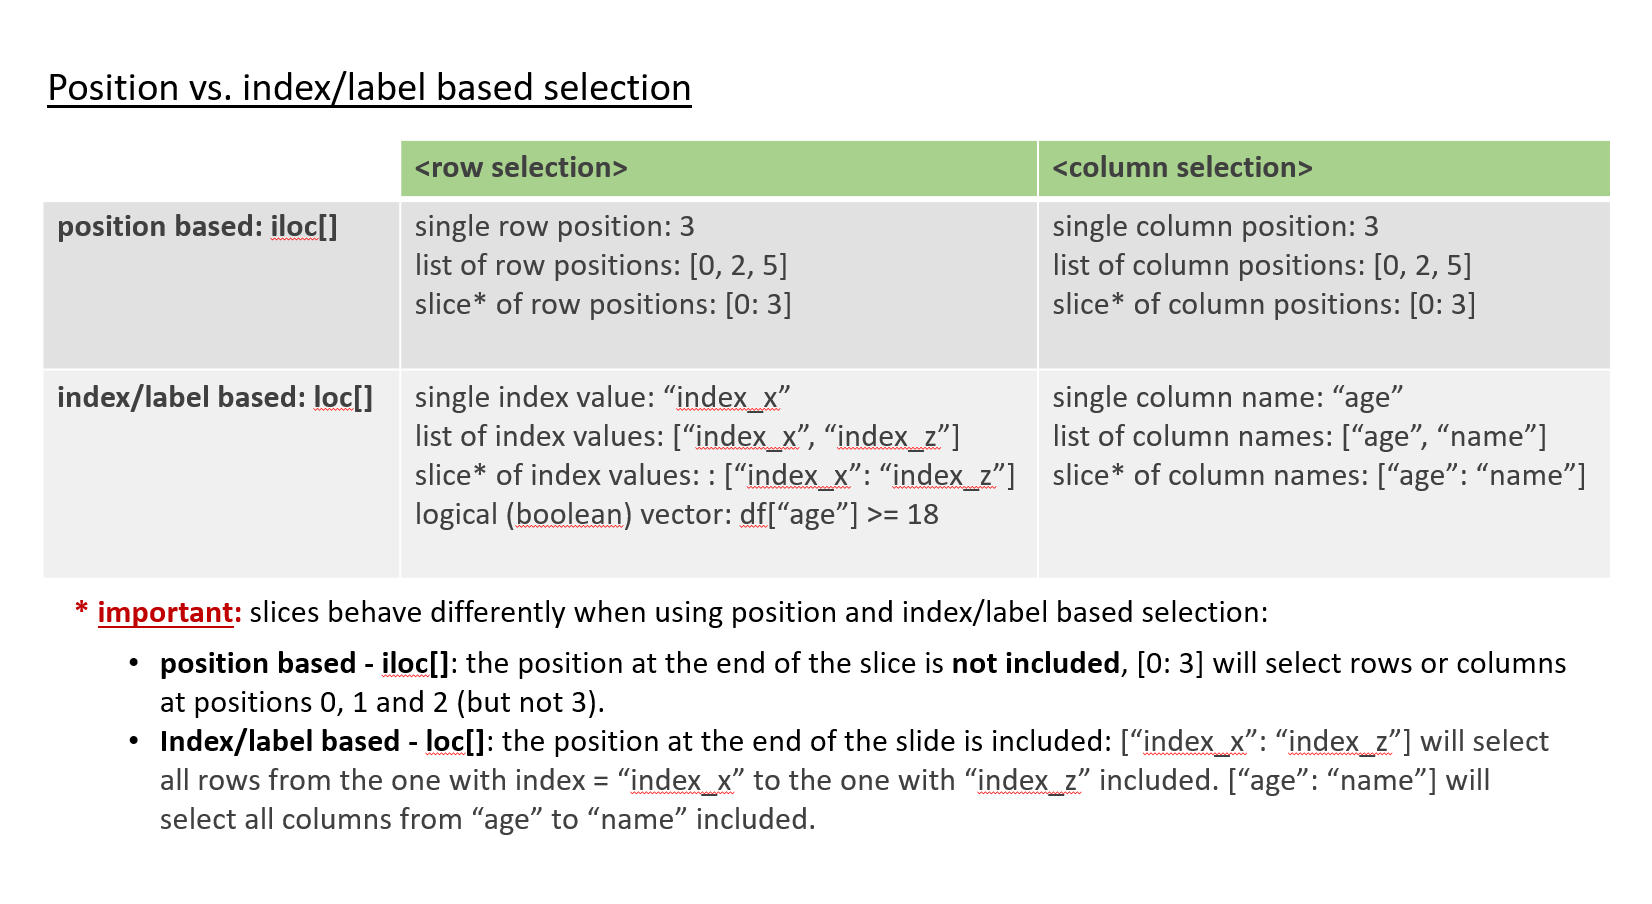 Position vs. index/label based selection
<row selection>
<column selection>
position based: iloc[]
single row position: 3
list of row positions: [0, 2, 5]
slice* of row positions: [0: 3]
single column position: 3
list of column positions: [0, 2, 5]
slice* of column positions: [0: 3]
index/label based: loc[]
single index value: “index_x”
list of index values: [“index_x”, “index_z”]
slice* of index values: : [“index_x”: “index_z”]
logical (boolean) vector: df[“age”] >= 18
single column name: “age”
list of column names: [“age”, “name”]
slice* of column names: [“age”: “name”]
* important: slices behave differently when using position and index/label based selection:
• position based - iloc[]: the position at the end of the slice is not included, [0: 3] will select rows or columns
at positions 0, 1 and 2 (but not 3).
• Index/label based - loc[]: the position at the end of the slide is included: [“index_x”: “index_z”] will select
all rows from the one with index = “index_x” to the one with “index_z” included. [“age”: “name”] will
select all columns from “age” to “name” included.